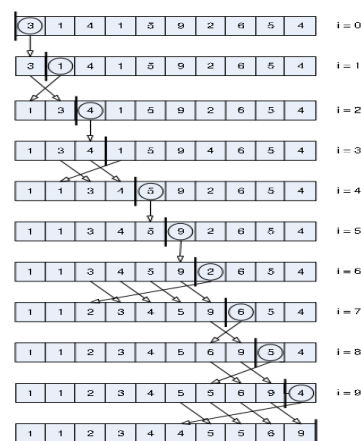 3 1 4 1 5 9 2 6 5 4 i = 0
3 1 4 1 5 9 2 6 5 4 i = 1
1 3 4 1 5 9 2 6 5 4 i = 2
1 3 4 1 5 9 4 6 5 4 i = 3
1 1 3 4 5 9 2 6 5 4 i = 4
1 1 3 4 5 9 2 6 5 4 i = 5
1 1 3 4 5 9 2 6 5 4 i = 6
1 1 2 3 4 5 9 6 5 4 i = 7
1 1 2 3 4 5 6 9 5 4 i = 8
1 1 2 3 4 5 5 6 9 4 i = 9
1 1 2 3 4 4 5 5 6 9